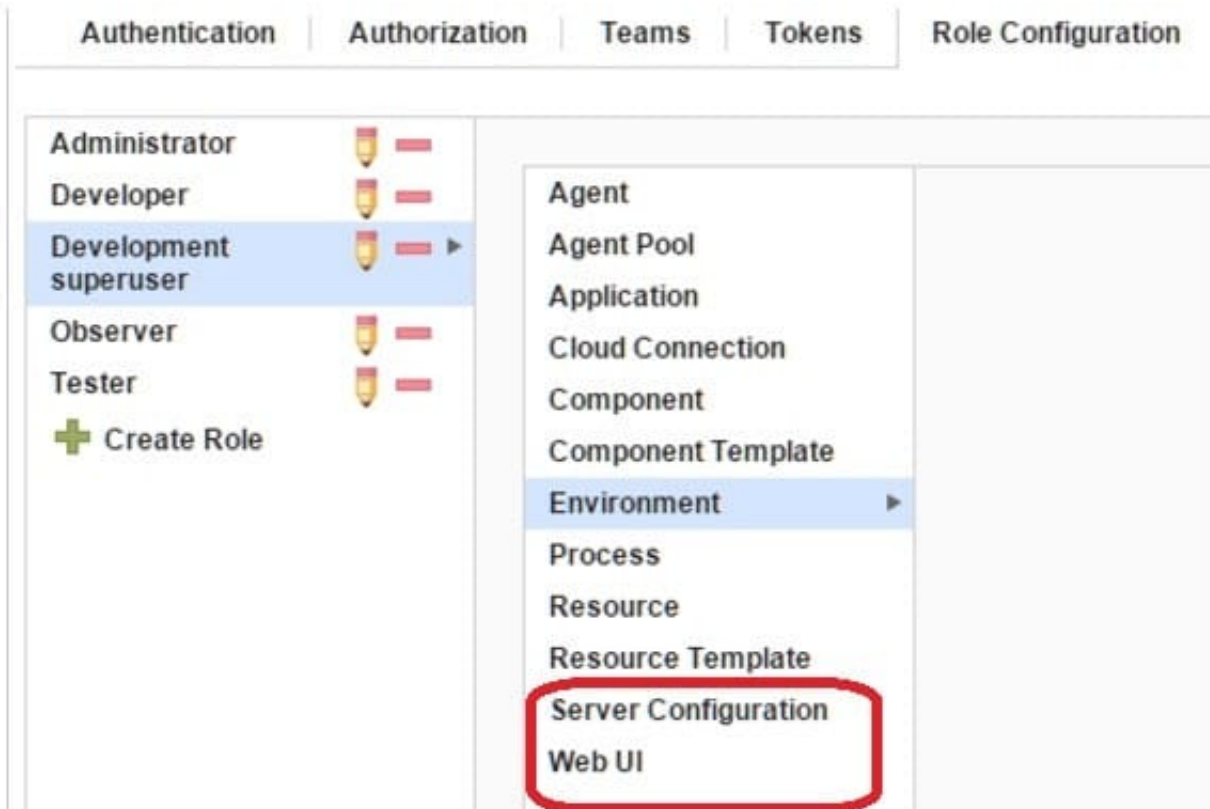 Authentication Authorization Teams Tokens Role Configuration
Administrator
Developer
Development
superuser
Observer
Tester
Create Role
Agent
Agent Pool
Application
Cloud Connection
Component
Component Template
Environment
Process
Resource
Resource Template
Server Configuration
Web UI